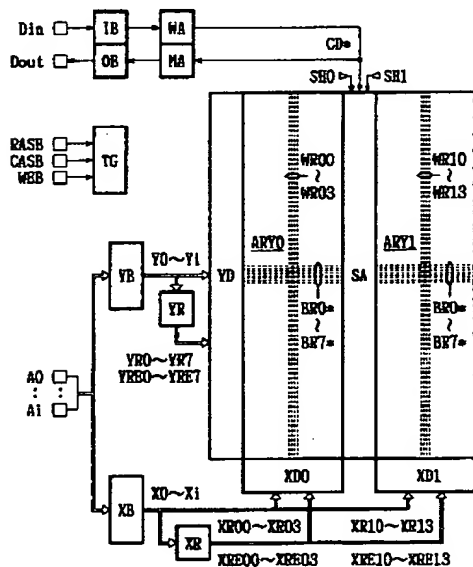 Din IB WA
CD*
Dout OB MA
SH0 SH1
RASB
CASB TG
WEB
WR00 WR10
~ ~
WR03 WR13
Y0~Yi ARY0 ARY1
YB YD SA
YR BR0* BR0*
~ ~
YR0~YR7 BR7* BR7*
YRE0~YRE7
A0
:
Ai
XD0 XD1
X0~Xi
XB
XR00~XR03 XR10~XR13
XR
XRE00~XRE03 XRE10~XRE13